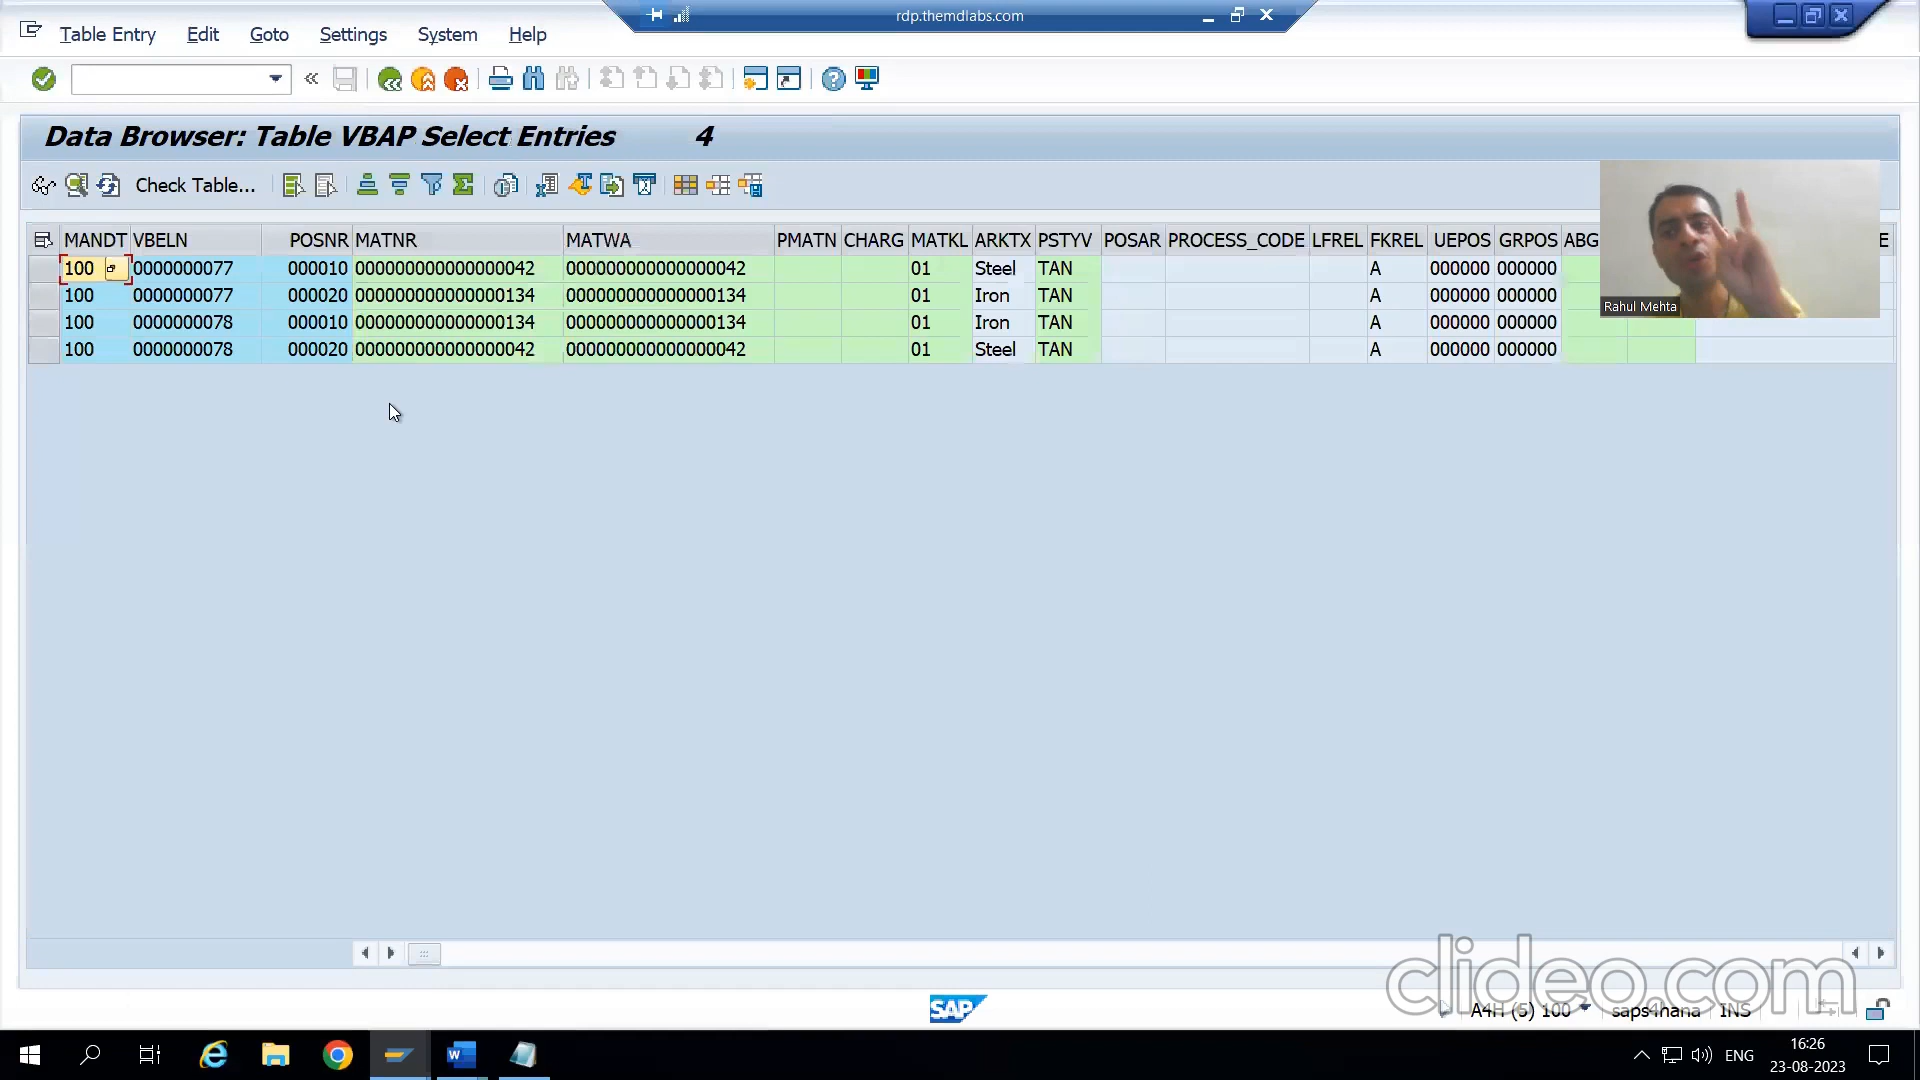 rdp.themdlabs.com
Table Entry Edit Goto Settings System Help
Data Browser: Table VBAP Select Entries 4
Check Table...
MANDT VBELN POSNR MATNR MATWA PMATN CHARG MATKL ARKTX PSTYV POSAR PROCESS_CODE LFREL FKREL UEPOS GRPOS ABG E
100 0000000077 000010 000000000000000042 000000000000000042 01 Steel TAN A 000000 000000
100 0000000077 000020 000000000000000134 000000000000000134 01 Iron TAN A 000000 000000
100 0000000078 000010 000000000000000134 000000000000000134 01 Iron TAN A 000000 000000
100 0000000078 000020 000000000000000042 000000000000000042 01 Steel TAN A 000000 000000
Rahul Mehta
clideo.com
SAP
A4H (5) 100 saps4hana INS
ENG
16:26
23-08-2023